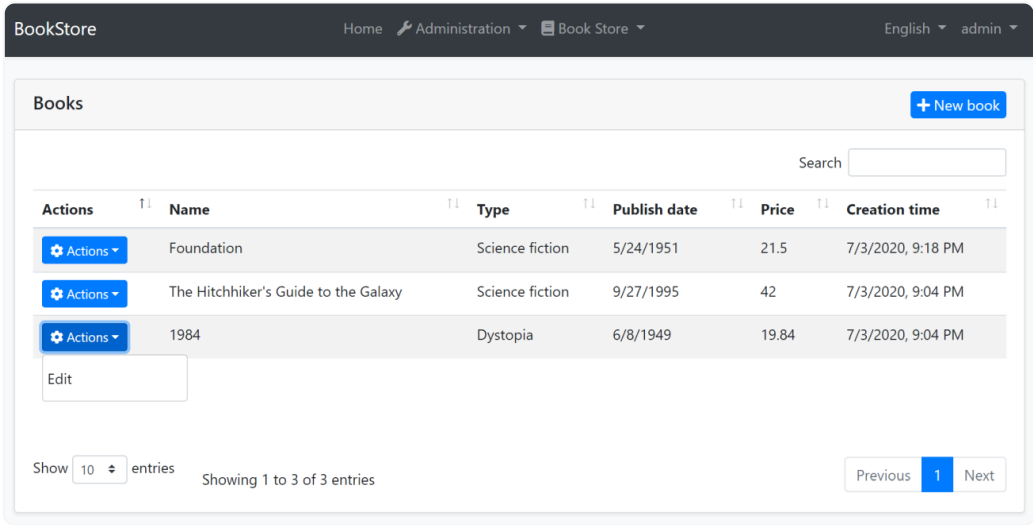 BookStore Home Administration Book Store English admin
Books + New book
Search
Actions Name Type Publish date Price Creation time
Actions Foundation Science fiction 5/24/1951 21.5 7/3/2020, 9:18 PM
Actions The Hitchhiker's Guide to the Galaxy Science fiction 9/27/1995 42 7/3/2020, 9:04 PM
Actions 1984 Dystopia 6/8/1949 19.84 7/3/2020, 9:04 PM
Edit
Show 10 entries Showing 1 to 3 of 3 entries Previous 1 Next